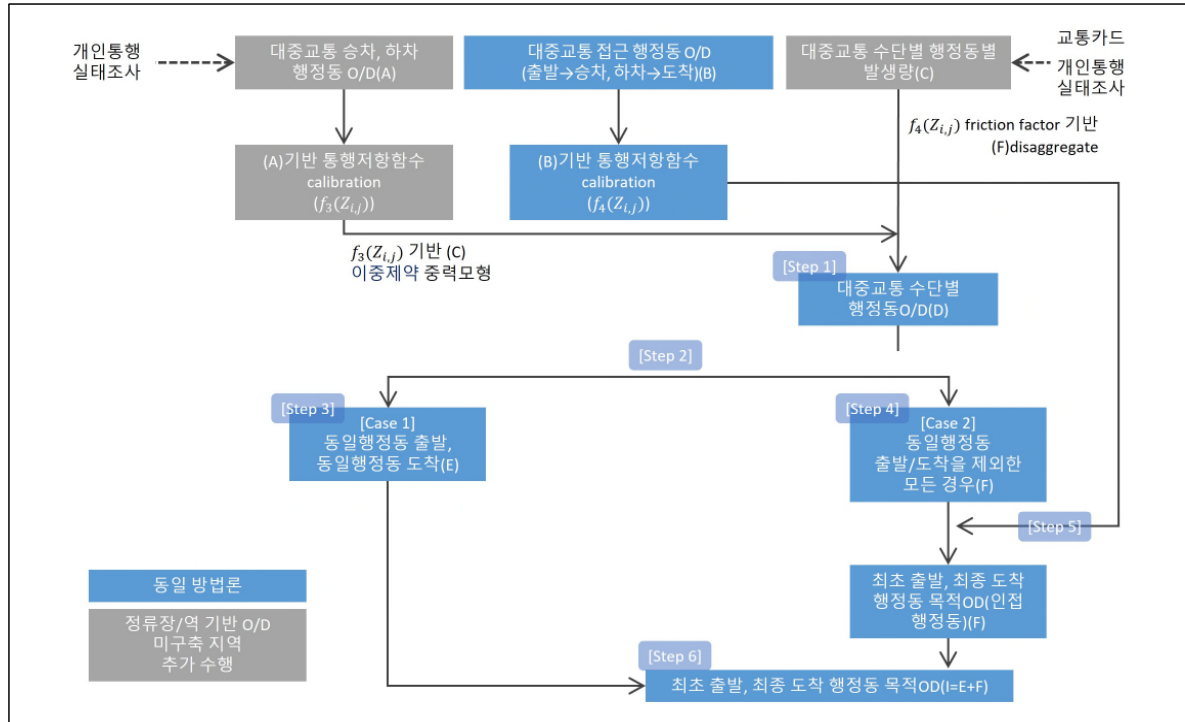 개인통행
실태조사
대중교통 승차, 하차
행정동 O/D(A)
대중교통 접근 행정동 O/D
(출발→승차, 하차→도착)(B)
대중교통 수단별 행정동별
발생량(C)
교통카드
개인통행
실태조사
(A)기반 통행저항함수
calibration
(f₃(Z_{i,j}))
(B)기반 통행저항함수
calibration
(f₄(Z_{i,j}))
f₄(Z_{i,j}) friction factor 기반
(F)disaggregate
f₃(Z_{i,j}) 기반 (C)
이중제약 중력모형
[Step 1]
대중교통 수단별
행정동O/D(D)
[Step 2]
[Step 3]
[Case 1]
동일행정동 출발,
동일행정동 도착(E)
[Step 4]
[Case 2]
동일행정동
출발/도착을 제외한
모든 경우(F)
[Step 5]
최초 출발, 최종 도착
행정동 목적OD(인접
행정동)(F)
동일 방법론
정류장/역 기반 O/D
미구축 지역
추가 수행
[Step 6]
최초 출발, 최종 도착 행정동 목적OD(I=E+F)